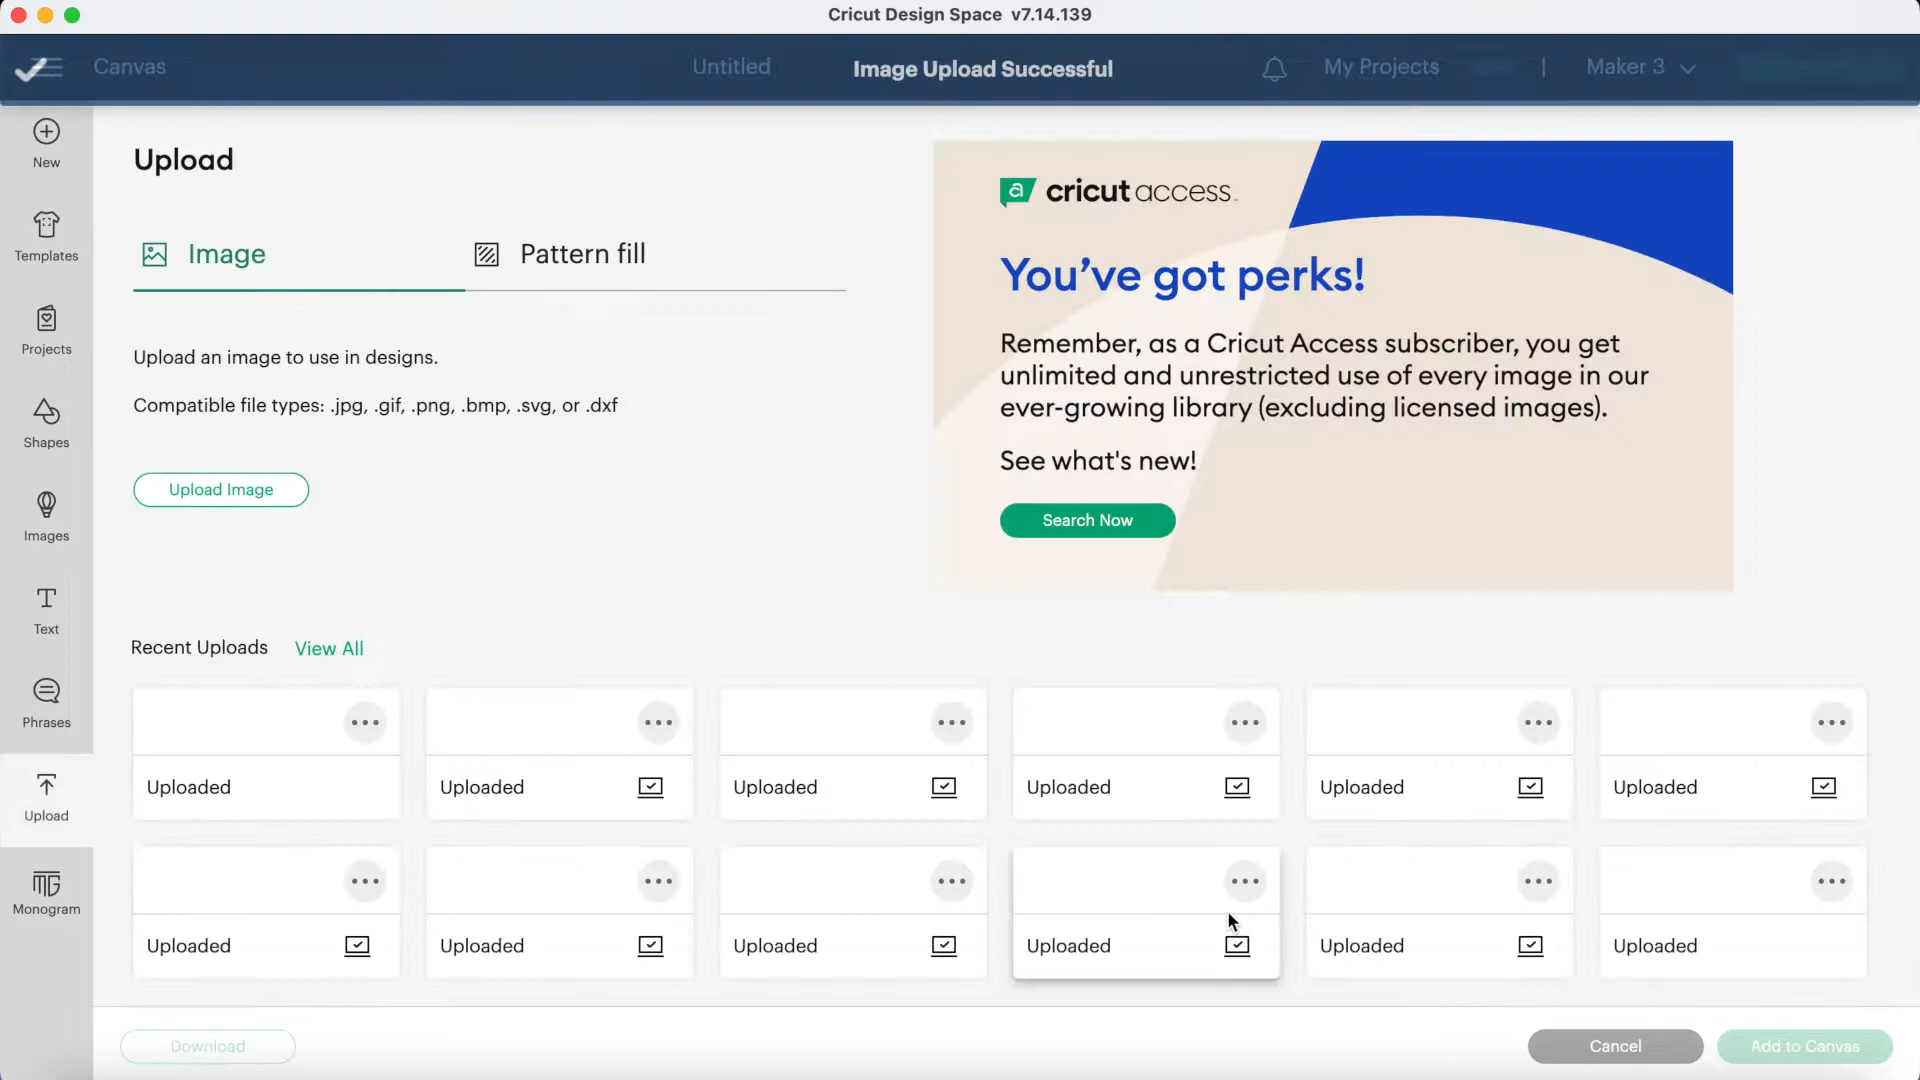 Cricut Design Space v7.14.139
Canvas
Untitled
Image Upload Successful
My Projects
Maker 3
New
Templates
Projects
Shapes
Images
Text
Phrases
Upload
Monogram
Upload
Image
Pattern fill
Upload an image to use in designs.
Compatible file types: .jpg, .gif, .png, .bmp, .svg, or .dxf
Upload Image
a cricut access™
You’ve got perks!
Remember, as a Cricut Access subscriber, you get
unlimited and unrestricted use of every image in our
ever-growing library (excluding licensed images).
See what's new!
Search Now
Recent Uploads View All
Uploaded Uploaded Uploaded Uploaded Uploaded Uploaded
Uploaded Uploaded Uploaded Uploaded Uploaded Uploaded
Download
Cancel
Add to Canvas